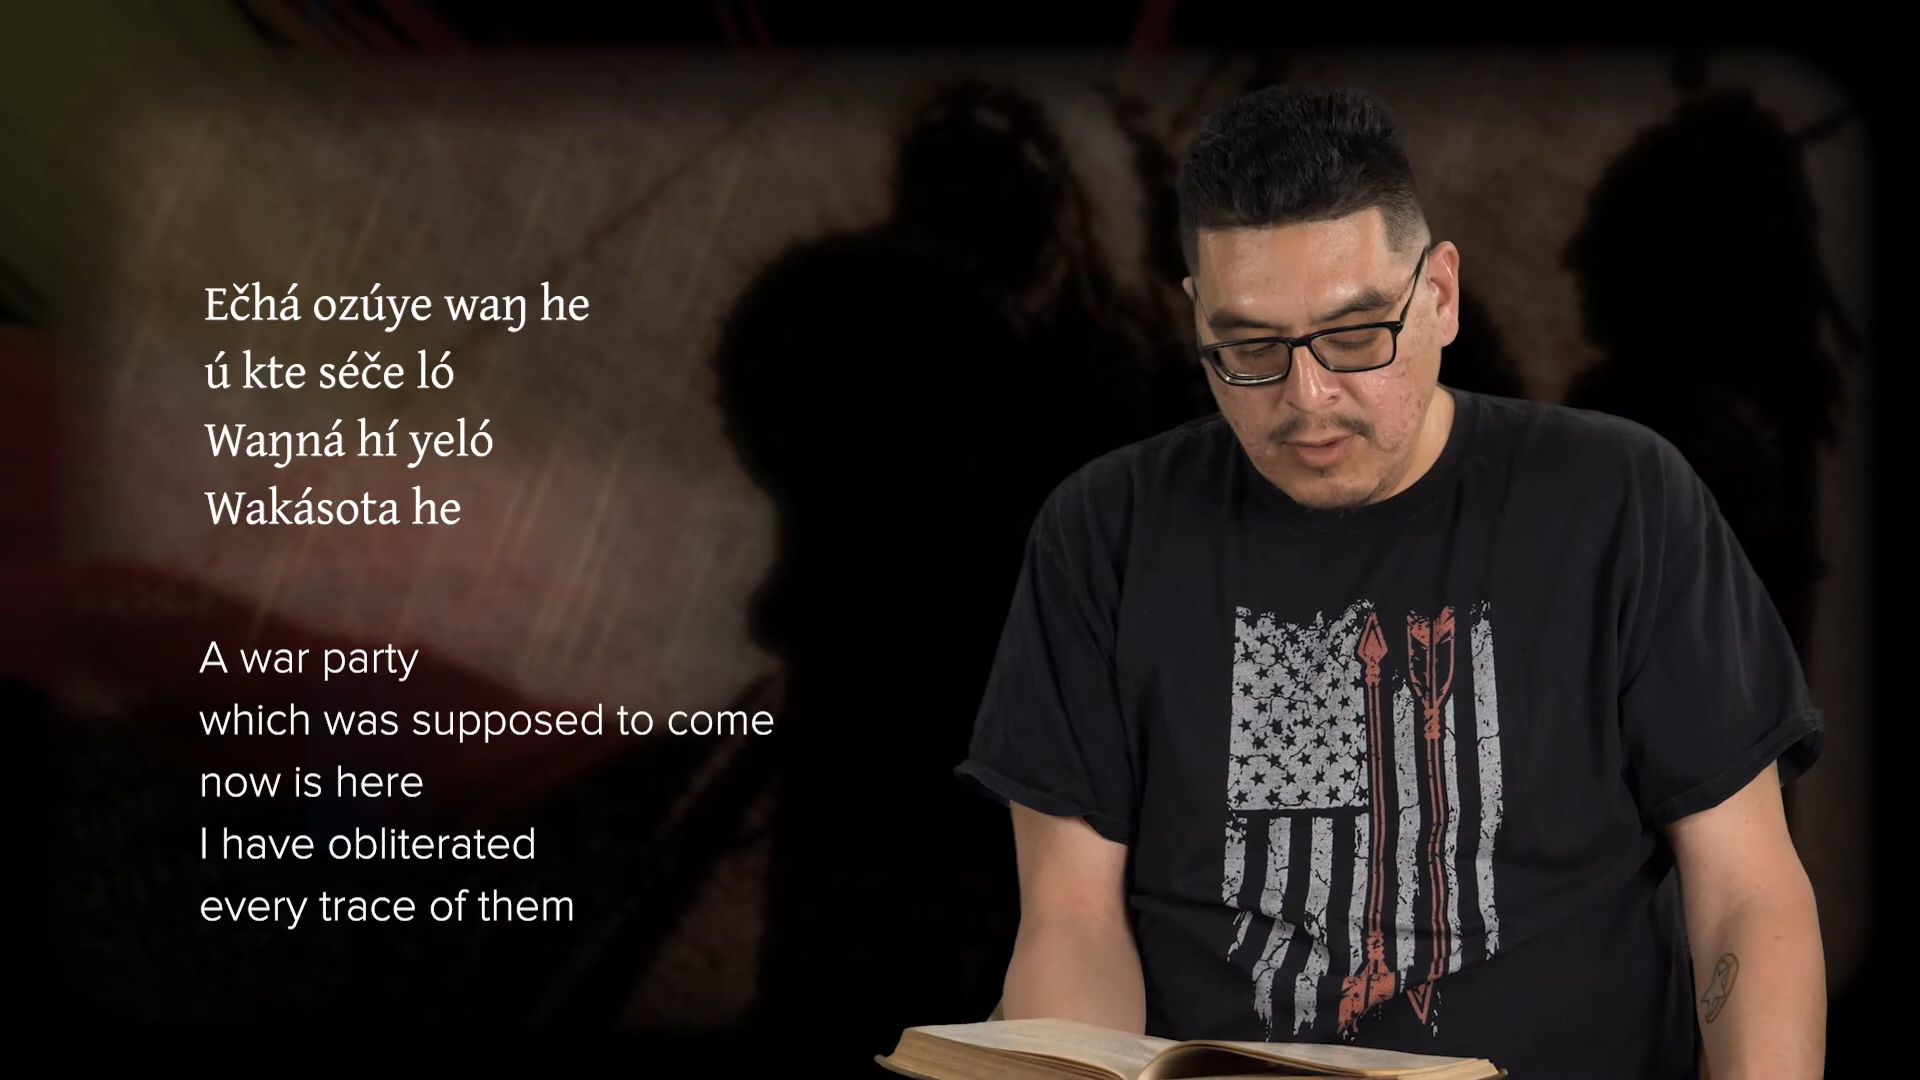 Ečhá ozúye waŋ he
ú kte séče ló
Waŋná hí yeló
Wakásota he
A war party
which was supposed to come
now is here
I have obliterated
every trace of them